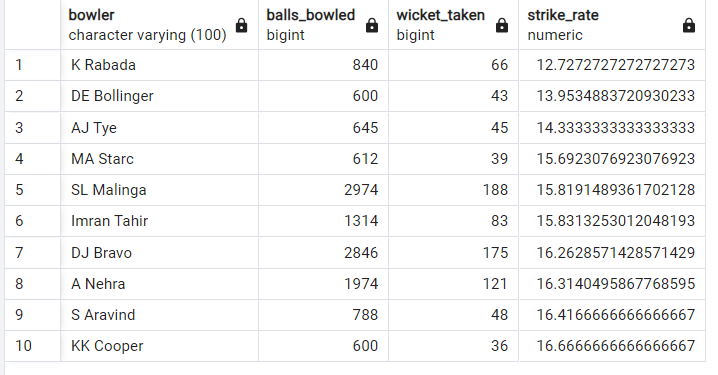 bowler balls_bowled wicket_taken strike_rate
character varying (100) bigint bigint numeric
1 K Rabada 840 66 12.7272727272727273
2 DE Bollinger 600 43 13.9534883720930233
3 AJ Tye 645 45 14.3333333333333333
4 MA Starc 612 39 15.6923076923076923
5 SL Malinga 2974 188 15.8191489361702128
6 Imran Tahir 1314 83 15.8313253012048193
7 DJ Bravo 2846 175 16.2628571428571429
8 A Nehra 1974 121 16.3140495867768595
9 S Aravind 788 48 16.4166666666666667
10 KK Cooper 600 36 16.6666666666666667